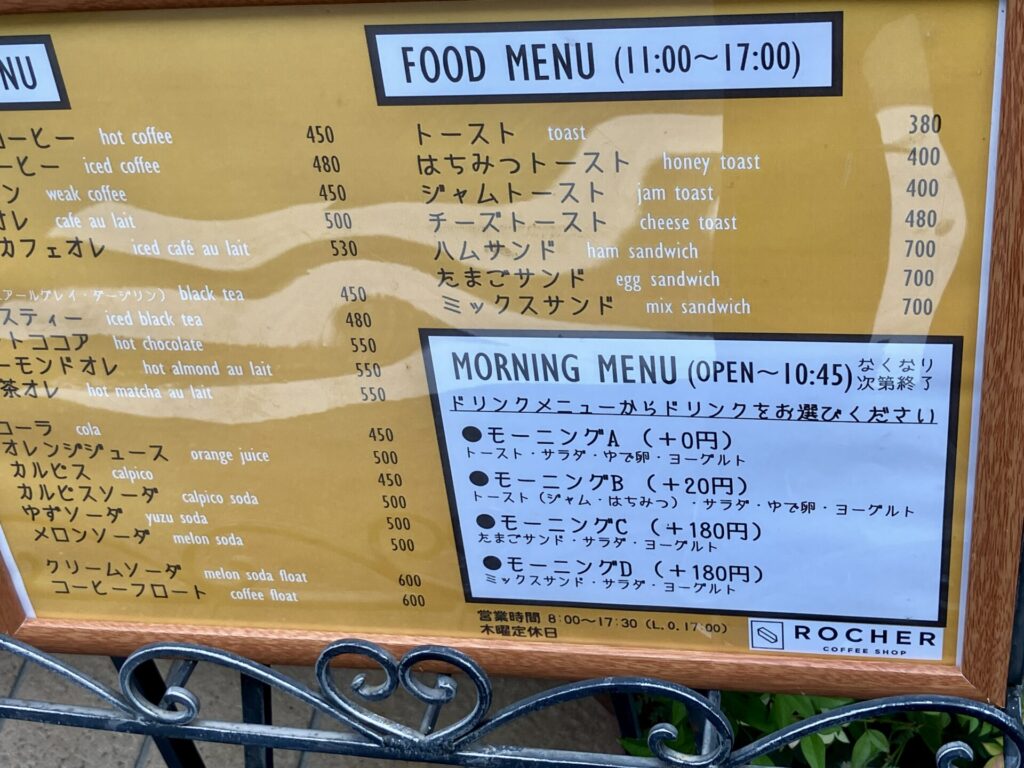 NU
コーヒー hot coffee 450
ーヒー iced coffee 480
ン weak coffee 450
オレ cafe au lait 500
カフェオレ iced café au lait 530
アールグレイ・ダージリン） black tea 450
スティー iced black tea 480
トココア hot chocolate 550
ーモンドオレ hot almond au lait 550
茶オレ hot matcha au lait 550
コーラ cola 450
オレンジジュース orange juice 500
カルピス calpico 450
カルピスソーダ calpico soda 500
ゆずソーダ yuzu soda 500
メロンソーダ melon soda 500
クリームソーダ melon soda float 600
コーヒーフロート coffee float 600
FOOD MENU (11:00～17:00)
トースト toast 380
はちみつトースト honey toast 400
ジャムトースト jam toast 400
チーズトースト cheese toast 480
ハムサンド ham sandwich 700
たまごサンド egg sandwich 700
ミックスサンド mix sandwich 700
MORNING MENU (OPEN～10:45) なくなり次第終了
ドリンクメニューからドリンクをお選びください
●モーニングA （＋0円）
トースト・サラダ・ゆで卵・ヨーグルト
●モーニングB （＋20円）
トースト（ジャム・はちみつ）・サラダ・ゆで卵・ヨーグルト
●モーニングC （＋180円）
たまごサンド・サラダ・ヨーグルト
●モーニングD （＋180円）
ミックスサンド・サラダ・ヨーグルト
営業時間 8:00～17:30 (L.O.17:00)
木曜定休日
ROCHER
COFFEE SHOP